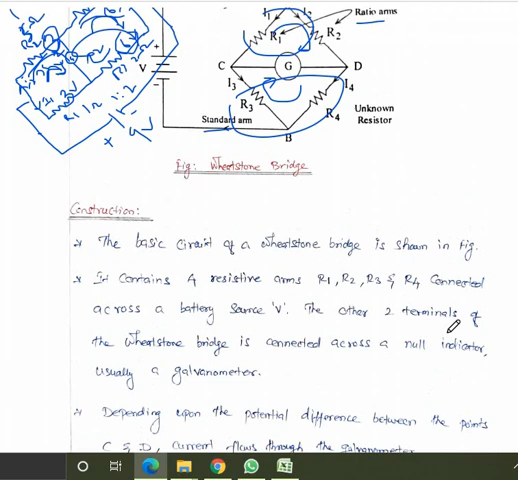 I1 I2
Ratio arms
R1
R2
V
+
-
C
G
D
I3
I4
R3
R4
Unknown
Resistor
Standard arm
B
Fig: Wheatstone Bridge
Construction:
* The basic circuit of a wheatstone bridge is shown in Fig.
* It contains 4 resistive arms R1, R2, R3 & R4 connected
across a battery source 'V'. The other 2 terminals of
the wheatstone bridge is connected across a null indicator,
usually a galvanometer.
* Depending upon the potential difference between the points
C & D, current flows through the galvanometer